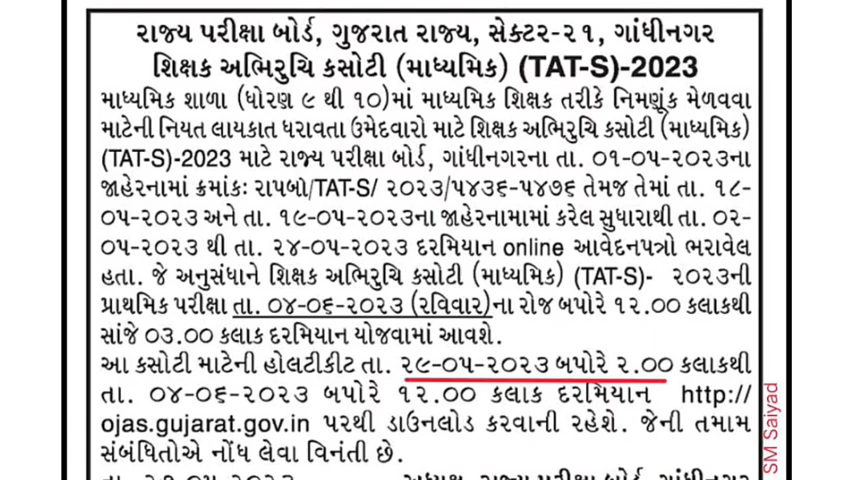 રાજ્ય પરીક્ષા બોર્ડ, ગુજરાત રાજ્ય, સેક્ટર-૨૧, ગાંધીનગર
શિક્ષક અભિરુચિ કસોટી (માધ્યમિક) (TAT-S)-2023
માધ્યમિક શાળા (ધોરણ ૯ થી ૧૦)માં માધ્યમિક શિક્ષક તરીકે નિમણૂંક મેળવવા
માટેની નિયત લાયકાત ધરાવતા ઉમેદવારો માટે શિક્ષક અભિરુચિ કસોટી (માધ્યમિક)
(TAT-S)-2023 માટે રાજ્ય પરીક્ષા બોર્ડ, ગાંધીનગરના તા. ૦૧-૦૫-૨૦૨૩ના
જાહેરનામાં ક્રમાંકઃ રાપબો/TAT-S/ ૨૦૨૩/૫૪૩૬-૫૪૭૬ તેમજ તેમાં તા. ૧૮-
૦૫-૨૦૨૩ અને તા. ૧૯-૦૫-૨૦૨૩ના જાહેરનામામાં કરેલ સુધારાથી તા. ૦૨-
૦૫-૨૦૨૩ થી તા. ૨૪-૦૫-૨૦૨૩ દરમિયાન online આવેદનપત્રો ભરાવેલ
હતા. જે અનુસંધાને શિક્ષક અભિરુચિ કસોટી (માધ્યમિક) (TAT-S)- ૨૦૨૩ની
પ્રાથમિક પરીક્ષા તા. ૦૪-૦૬-૨૦૨૩ (રવિવાર)ના રોજ બપોરે ૧૨.૦૦ કલાકથી
સાંજે ૦૩.૦૦ કલાક દરમિયાન યોજવામાં આવશે.
આ કસોટી માટેની હોલટીકીટ તા. ૨૯-૦૫-૨૦૨૩ બપોરે ૨.૦૦ કલાકથી
તા. ૦૪-૦૬-૨૦૨૩ બપોરે ૧૨.૦૦ કલાક દરમિયાન http://
ojas.gujarat.gov.in પરથી ડાઉનલોડ કરવાની રહેશે. જેની તમામ
સંબંધિતોએ નોંધ લેવા વિનંતી છે.
અધ્યક્ષ, રાજ્ય પરીક્ષા બોર્ડ, ગાંધીનગર
SM Saiyad